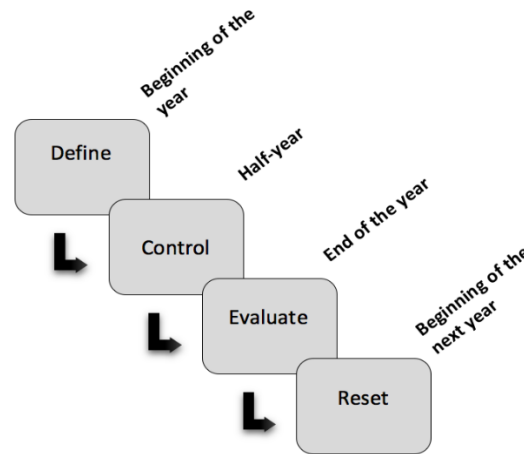 Beginning of the
year
Define
Half-year
Control
End of the year
Evaluate
Beginning of the
next year
Reset